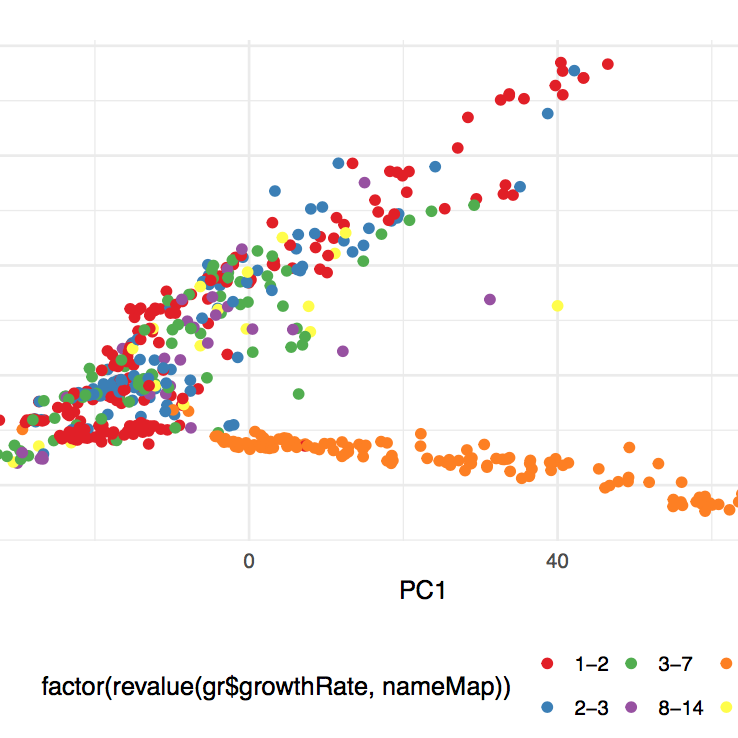 0 40
PC1
factor(revalue(gr$growthRate, nameMap))
1−2 3−7
2−3 8−14